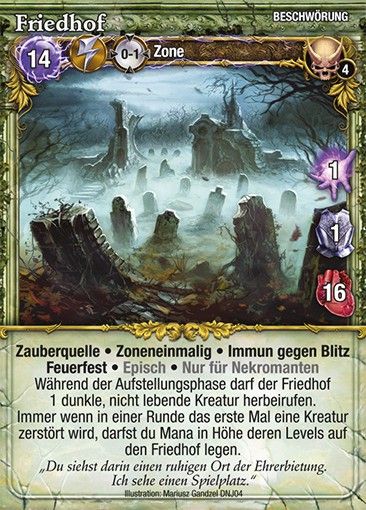 Friedhof
BESCHWÖRUNG
14
0-1 Zone
4
1
1
16
Zauberquelle • Zoneneinmalig • Immun gegen Blitz
Feuerfest • Episch • Nur für Nekromanten
Während der Aufstellungsphase darf der Friedhof
1 dunkle, nicht lebende Kreatur herbeirufen.
Immer wenn in einer Runde das erste Mal eine Kreatur
zerstört wird, darfst du Mana in Höhe deren Levels auf
den Friedhof legen.
„Du siehst darin einen ruhigen Ort der Ehrerbietung.
Ich sehe einen Spielplatz.“
Illustration: Mariusz Gandzel DNJ04